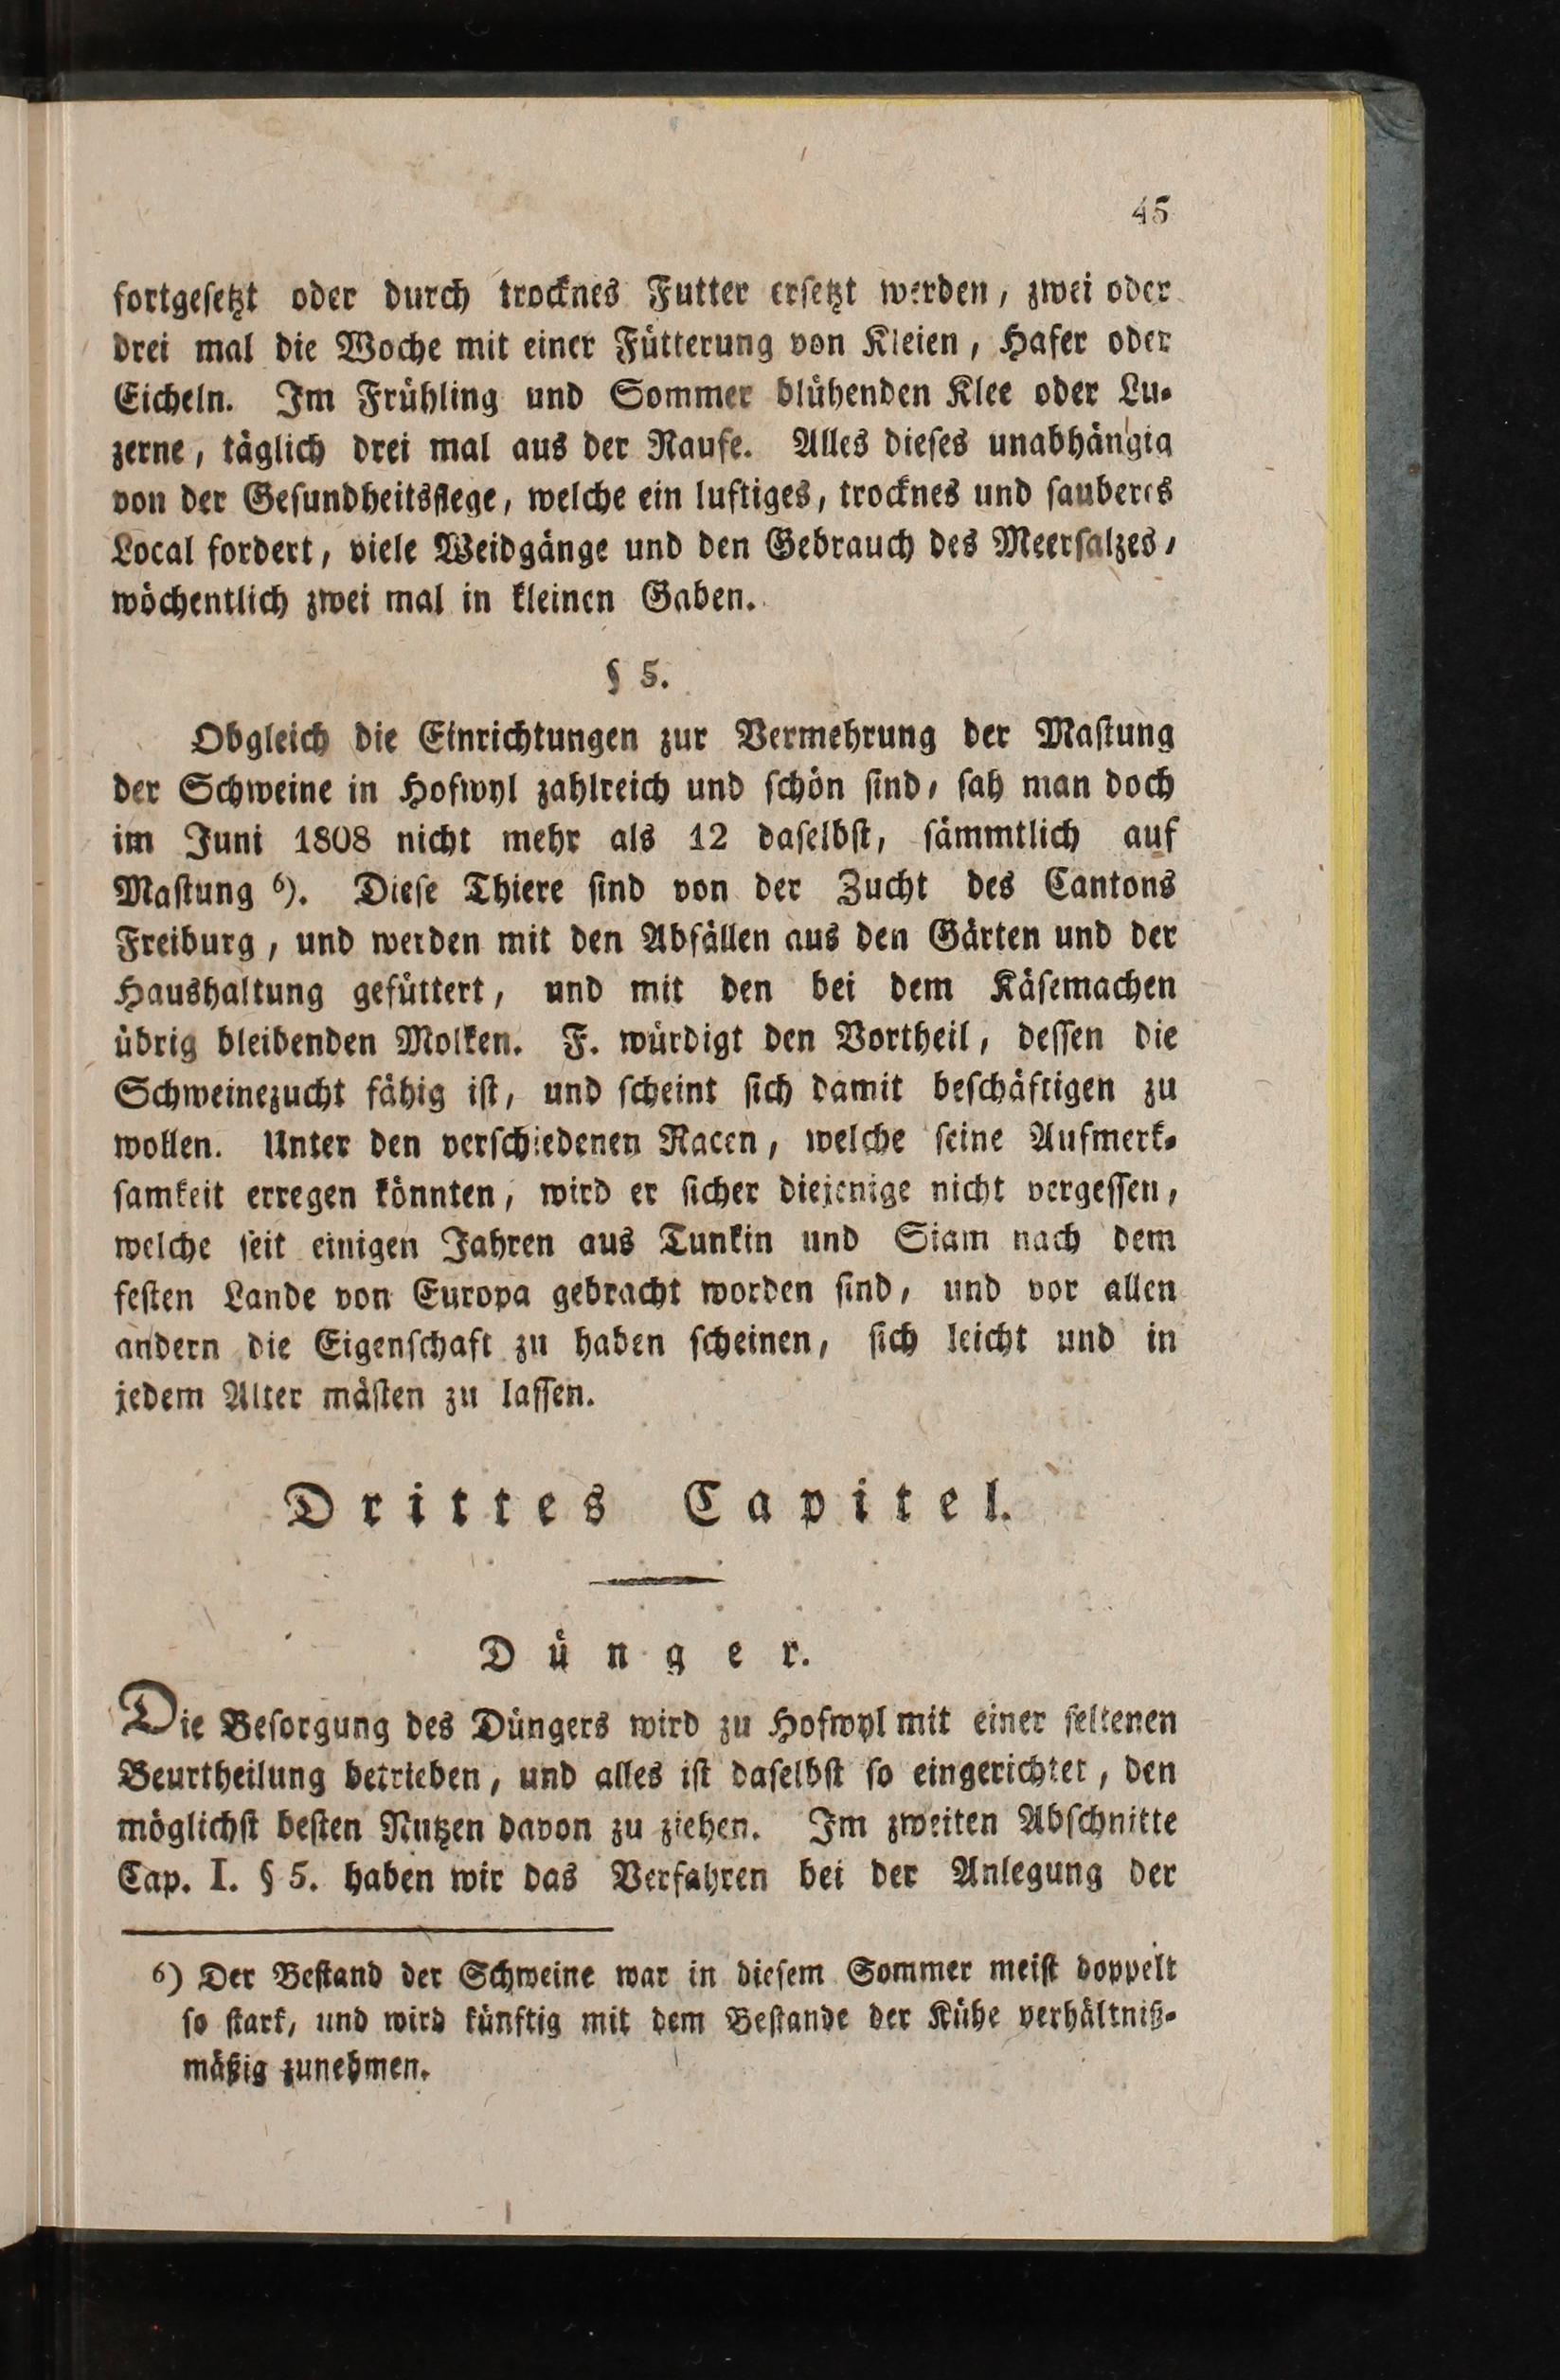 45
fortgesetzt oder durch trocknes Futter ersetzt werden, zwei oder
drei mal die Woche mit einer Fütterung von Kleien, Hafer oder
Eicheln. Im Frühling und Sommer blühenden Klee oder Lu-
zerne, täglich drei mal aus der Raufe. Alles dieses unabhängig
von der Gesundheitsflege, welche ein luftiges, trocknes und sauberes
Local fordert, viele Weidgänge und den Gebrauch des Meersalzes,
wöchentlich zwei mal in kleinen Gaben.
§ 5.
Obgleich die Einrichtungen zur Vermehrung der Mastung
der Schweine in Hofwyl zahlreich und schön sind, sah man doch
im Juni 1808 nicht mehr als 12 daselbst, sämmtlich auf
Mastung 6). Diese Thiere sind von der Zucht des Cantons
Freiburg, und werden mit den Abfällen aus den Gärten und der
Haushaltung gefüttert, und mit den bei dem Käsemachen
übrig bleibenden Molken. F. würdigt den Vortheil, dessen die
Schweinezucht fähig ist, und scheint sich damit beschäftigen zu
wollen. Unter den verschiedenen Racen, welche seine Aufmerk-
samkeit erregen könnten, wird er sicher diejenige nicht vergessen,
welche seit einigen Jahren aus Tunkin und Siam nach dem
festen Lande von Europa gebracht worden sind, und vor allen
andern die Eigenschaft zu haben scheinen, sich leicht und in
jedem Alter mästen zu lassen.
Drittes Capitel.
Dünger.
Die Besorgung des Düngers wird zu Hofwyl mit einer seltenen
Beurtheilung betrieben, und alles ist daselbst so eingerichtet, den
möglichst besten Nutzen davon zu ziehen. Im zweiten Abschnitte
Cap. I. § 5. haben wir das Verfahren bei der Anlegung der
6) Der Bestand der Schweine war in diesem Sommer meist doppelt
so stark, und wird künftig mit dem Bestande der Kühe verhältniß-
mäßig zunehmen.